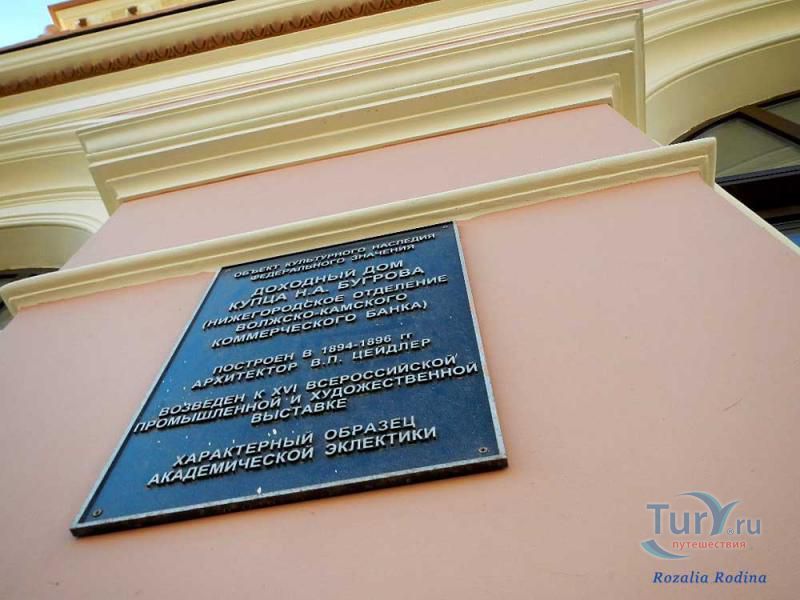 ОБЪЕКТ КУЛЬТУРНОГО НАСЛЕДИЯ
ФЕДЕРАЛЬНОГО ЗНАЧЕНИЯ
ДОХОДНЫЙ ДОМ
КУПЦА Н.А. БУГРОВА
(НИЖЕГОРОДСКОЕ ОТДЕЛЕНИЕ
ВОЛЖСКО-КАМСКОГО
КОММЕРЧЕСКОГО БАНКА)
ПОСТРОЕН В 1894-1896 гг
АРХИТЕКТОР В.П. ЦЕЙДЛЕР
ВОЗВЕДЕН К XVI ВСЕРОССИЙСКОЙ
ПРОМЫШЛЕННОЙ И ХУДОЖЕСТВЕННОЙ
ВЫСТАВКЕ
ХАРАКТЕРНЫЙ ОБРАЗЕЦ
АКАДЕМИЧЕСКОЙ ЭКЛЕКТИКИ
Tury.ru
путешествия
Rozalia Rodina